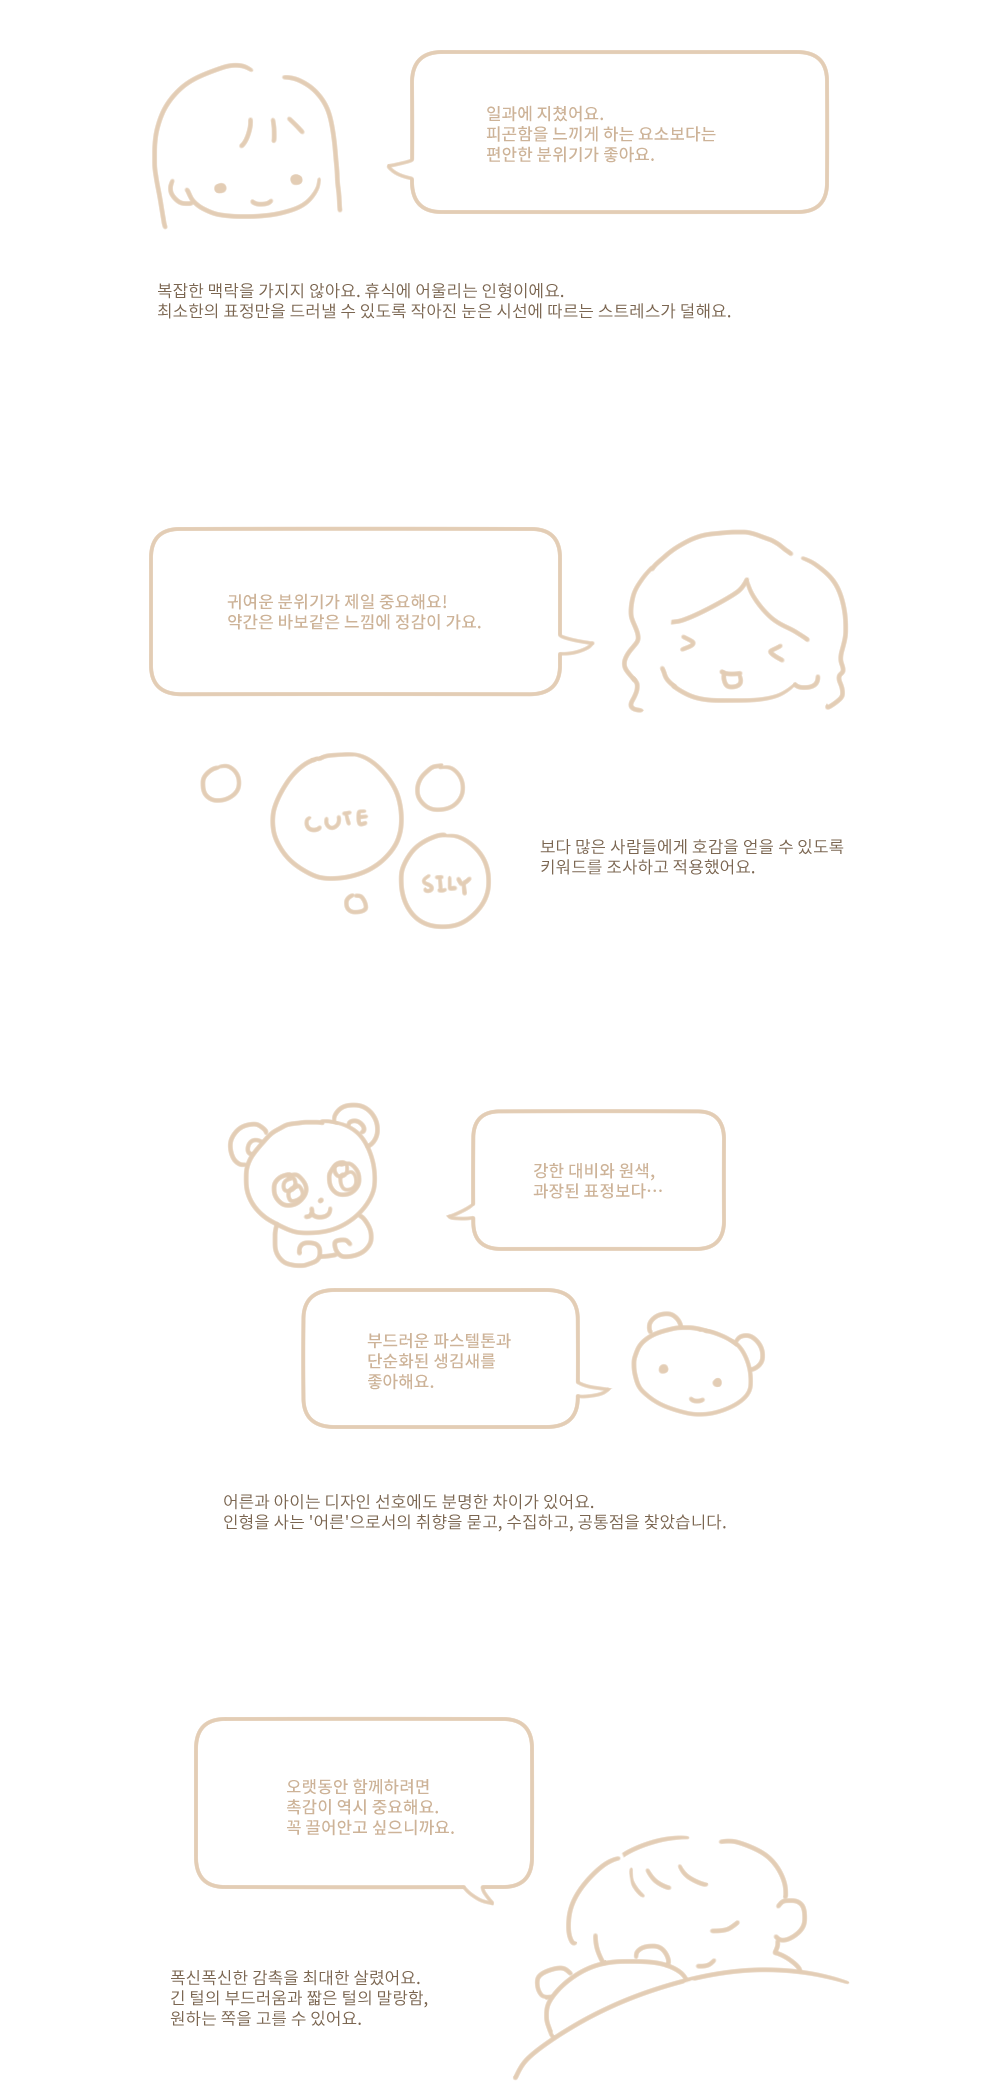 일과에 지쳤어요.
피곤함을 느끼게 하는 요소보다는
편안한 분위기가 좋아요.
복잡한 맥락을 가지지 않아요. 휴식에 어울리는 인형이에요.
최소한의 표정만을 드러낼 수 있도록 작아진 눈은 시선에 따르는 스트레스가 덜해요.
귀여운 분위기가 제일 중요해요!
약간은 바보같은 느낌에 정감이 가요.
CUTE
SILY
보다 많은 사람들에게 호감을 얻을 수 있도록
키워드를 조사하고 적용했어요.
강한 대비와 원색,
과장된 표정보다…
부드러운 파스텔톤과
단순화된 생김새를
좋아해요.
어른과 아이는 디자인 선호에도 분명한 차이가 있어요.
인형을 사는 '어른'으로서의 취향을 묻고, 수집하고, 공통점을 찾았습니다.
오랫동안 함께하려면
촉감이 역시 중요해요.
꼭 끌어안고 싶으니까요.
폭신폭신한 감촉을 최대한 살렸어요.
긴 털의 부드러움과 짧은 털의 말랑함,
원하는 쪽을 고를 수 있어요.